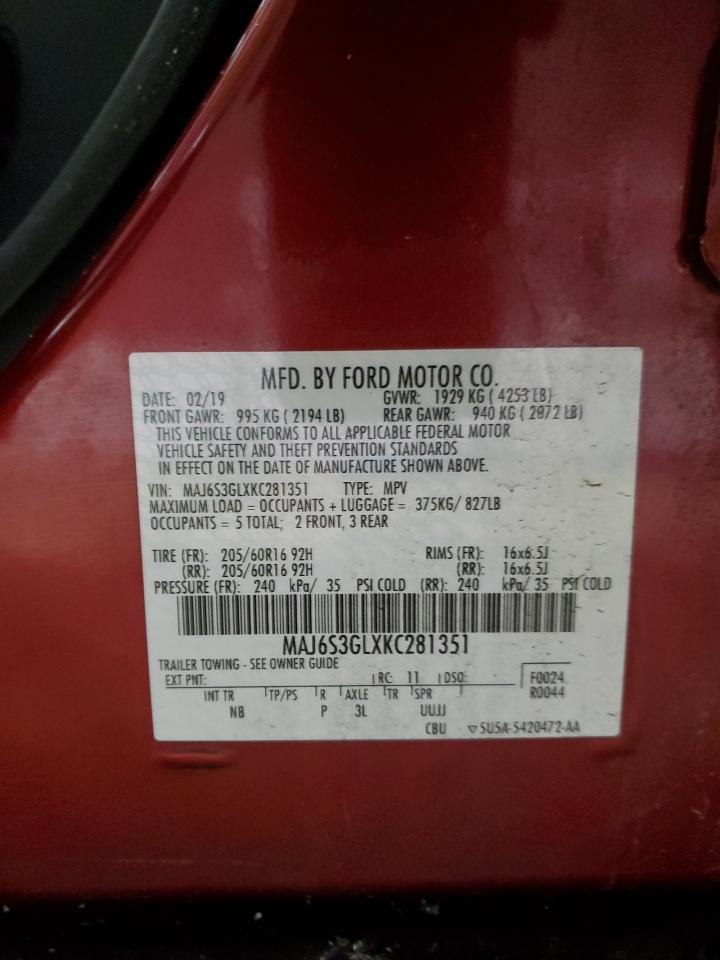 MFD. BY FORD MOTOR CO.
DATE: 02/19 GVWR: 1929 KG ( 4253 LB)
FRONT GAWR: 995 KG ( 2194 LB) REAR GAWR: 940 KG ( 2072 LB)
THIS VEHICLE CONFORMS TO ALL APPLICABLE FEDERAL MOTOR
VEHICLE SAFETY AND THEFT PREVENTION STANDARDS
IN EFFECT ON THE DATE OF MANUFACTURE SHOWN ABOVE.
VIN: MAJ6S3GLXKC281351 TYPE: MPV
MAXIMUM LOAD = OCCUPANTS + LUGGAGE = 375KG/ 827LB
OCCUPANTS = 5 TOTAL; 2 FRONT, 3 REAR
TIRE (FR): 205/60R16 92H RIMS (FR): 16x6.5J
(RR): 205/60R16 92H (RR): 16x6.5J
PRESSURE (FR): 240 kPa/ 35 PSI COLD (RR): 240 kPa/ 35 PSI COLD
MAJ6S3GLXKC281351
TRAILER TOWING - SEE OWNER GUIDE
EXT PNT: RC: 11 DSO: F0024
INT TR TP/PS R AXLE TR SPR R0044
NB P 3L UUJJ
CBU 5U5A-5420472-AA